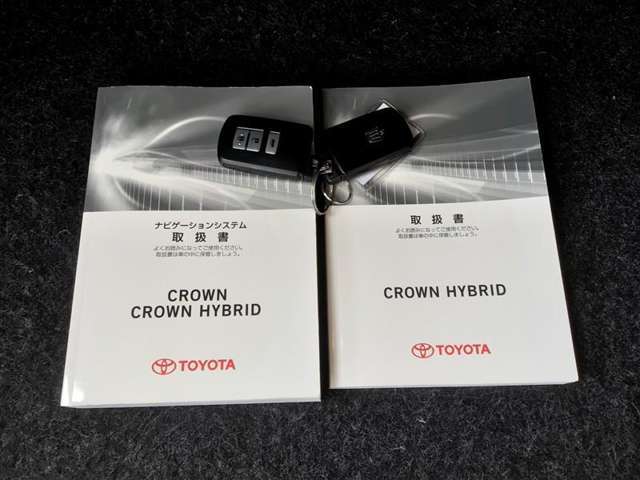 ナビゲーションシステム
取扱書
よくお読みになってご使用ください。
取扱書は車の中に保管しましょう。
CROWN
CROWN HYBRID
TOYOTA
取扱書
よくお読みになってご使用ください。
取扱書は車の中に保管しましょう。
CROWN HYBRID
TOYOTA